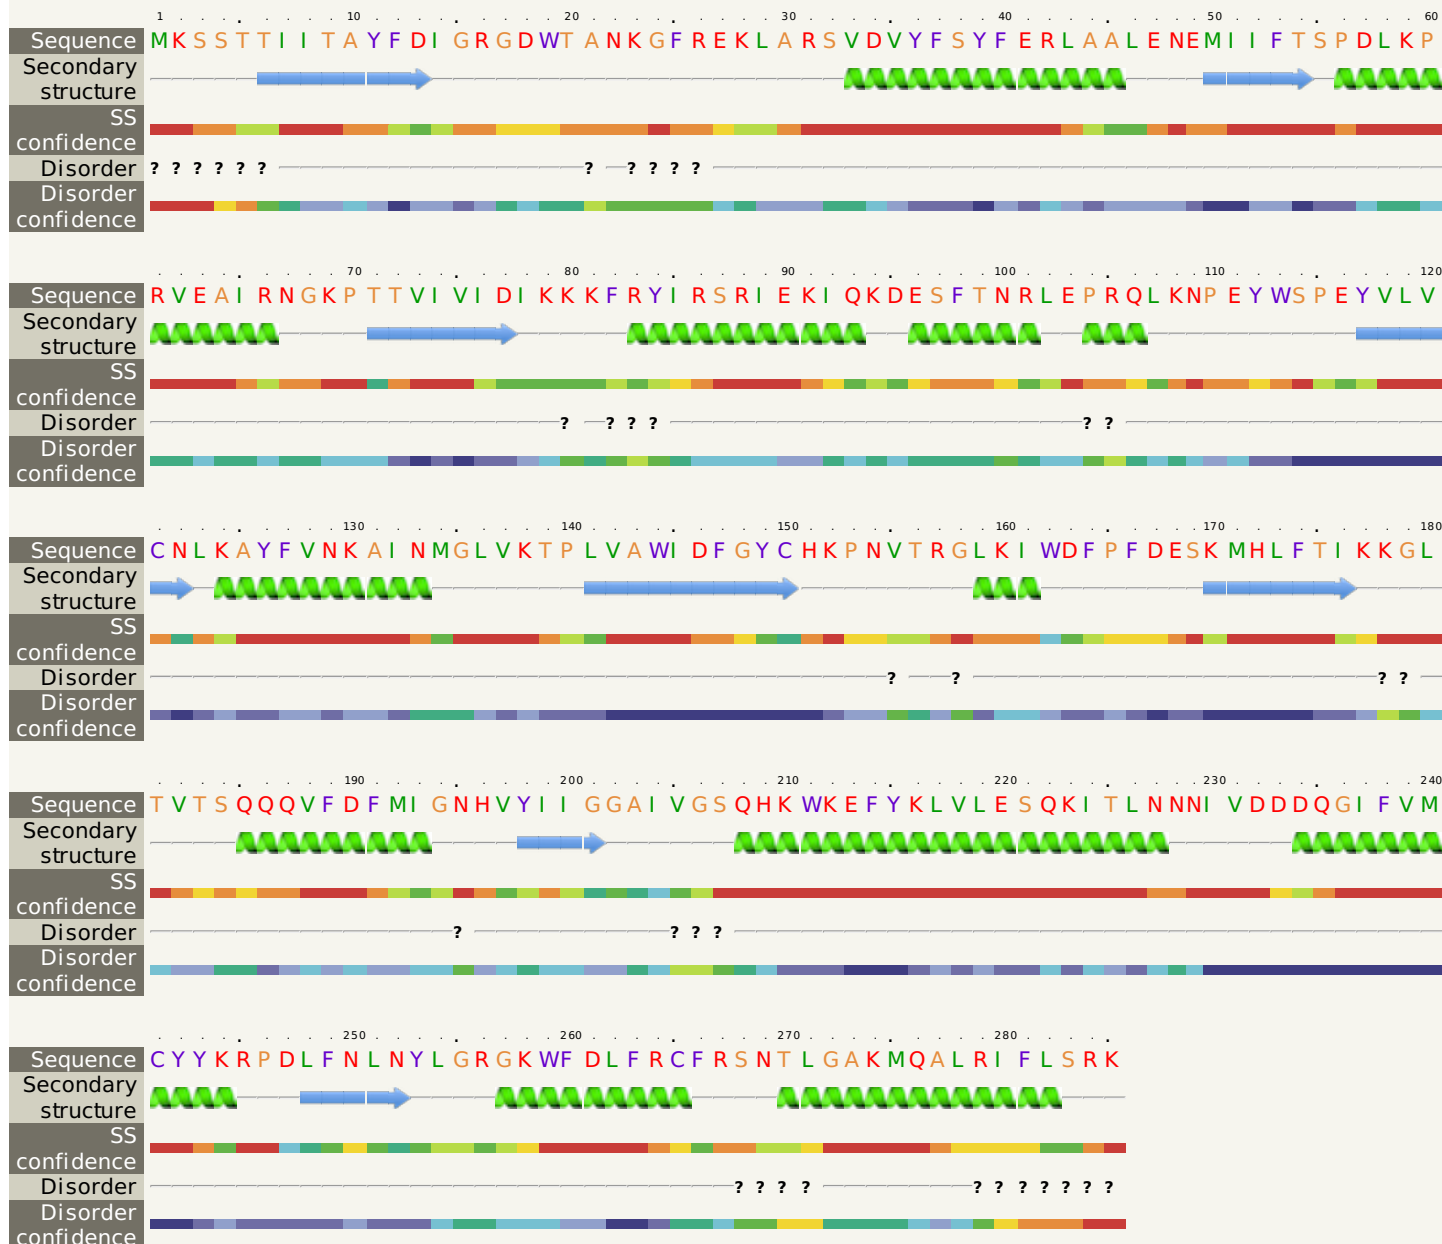 1 10 20 30 40 50 60
Sequence MKSSTTIITAYFDIGRGDWTANKGFREKLARSVDVYFSYFERLAALENEMIIFTSPDLKP
Secondary
structure
SS
confidence
Disorder ? ? ? ? ? ? ? ? ? ? ?
Disorder
confidence
70 80 90 100 110 120
Sequence RVEAIRNGKPTTVIVIDIKKKFRYIRSRIEKIQKDESFTNRLEPRQLKNPEYWSPEYVLV
Secondary
structure
SS
confidence
Disorder ? ? ? ? ? ?
Disorder
confidence
130 140 150 160 170 180
Sequence CNLKAYFVNKAINMGLVKTPLVAWIDFGYCHKPNVTRGLKIWDFPFDESKMHLFTIKKGL
Secondary
structure
SS
confidence
Disorder ? ? ? ?
Disorder
confidence
190 200 210 220 230 240
Sequence TVTSQQQVFDFMIGNHVYIIGGAIVGSQHKWKEFYKLVLESQKITLNNNIVDDDQGIFVM
Secondary
structure
SS
confidence
Disorder ? ? ? ?
Disorder
confidence
250 260 270 280
Sequence CYYKRPDLFNLNYLGRGKWFDLFRCFRSNTLGAKMQALRIFLSRK
Secondary
structure
SS
confidence
Disorder ? ? ? ? ? ? ? ? ? ? ?
Disorder
confidence